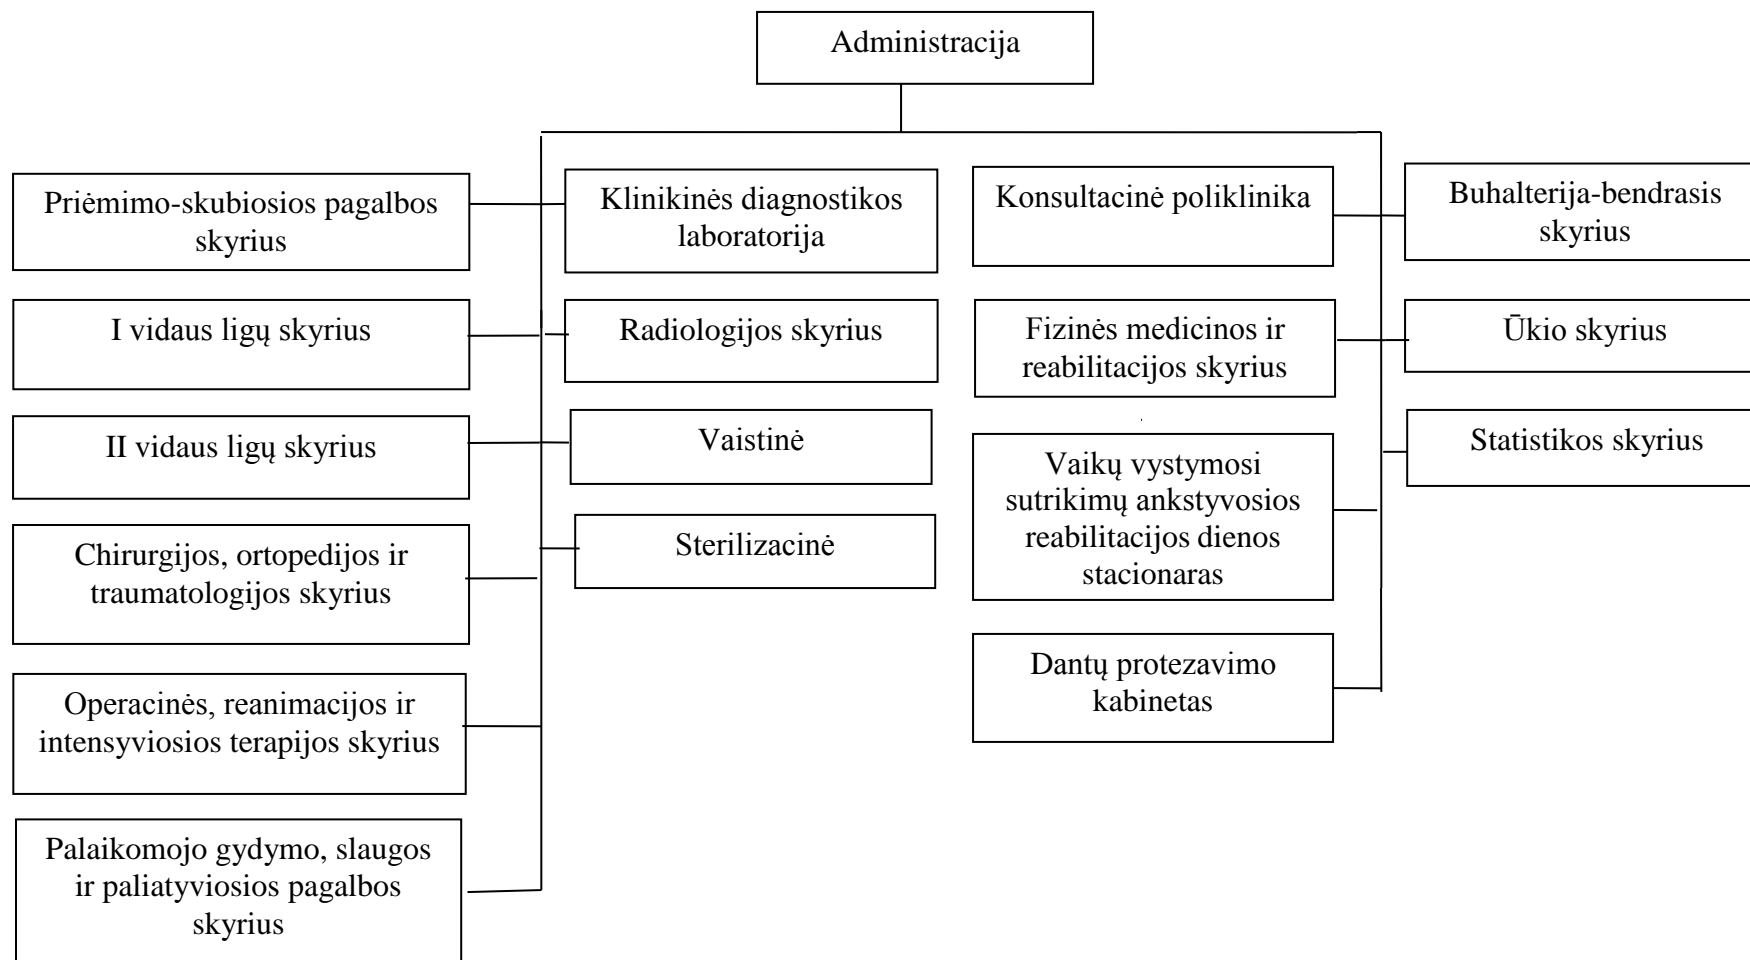 Administracija
Priėmimo-skubiosios pagalbos
skyrius
I vidaus ligų skyrius
II vidaus ligų skyrius
Chirurgijos, ortopedijos ir
traumatologijos skyrius
Operacinės, reanimacijos ir
intensyviosios terapijos skyrius
Palaikomojo gydymo, slaugos
ir paliatyviosios pagalbos
skyrius
Klinikinės diagnostikos
laboratorija
Radiologijos skyrius
Vaistinė
Sterilizacinė
Konsultacinė poliklinika
Fizinės medicinos ir
reabilitacijos skyrius
Vaikų vystymosi
sutrikimų ankstyvosios
reabilitacijos dienos
stacionaras
Dantų protezavimo
kabinetas
Buhalterija-bendrasis
skyrius
Ūkio skyrius
Statistikos skyrius